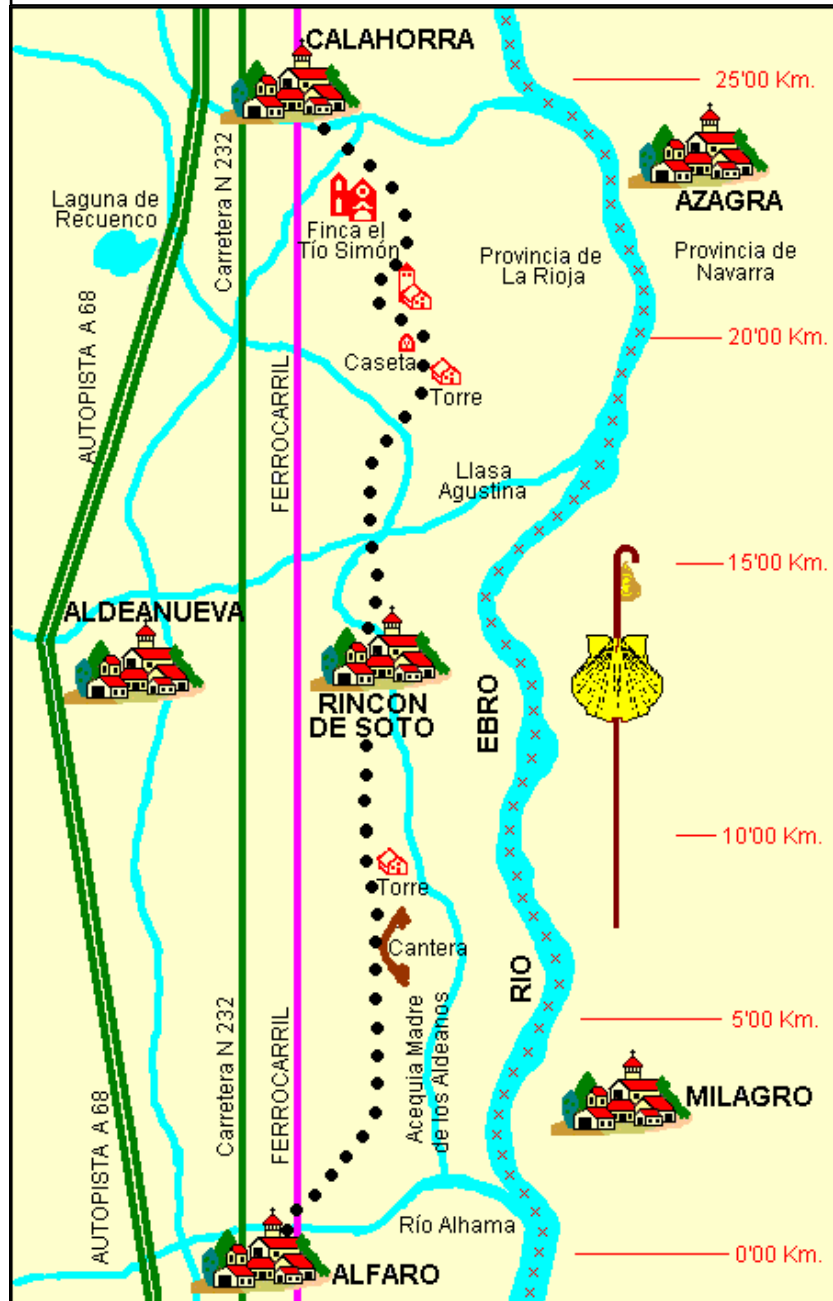 CALAHORRA
25'00 Km.
AZAGRA
Laguna de
Recuenco
Carretera N 232
Finca el
Tío Simón
Provincia de
La Rioja
Provincia de
Navarra
AUTOPISTA A 68
20'00 Km.
Caseta
Torre
FERROCARRIL
Llasa
Agustina
15'00 Km.
ALDEANUEVA
RINCON
DE SOTO
EBRO
10'00 Km.
Torre
Cantera
RIO
5'00 Km.
Carretera N 232
FERROCARRIL
Acequia Madre
de los Aldeanos
MILAGRO
AUTOPISTA A 68
Río Alhama
0'00 Km.
ALFARO